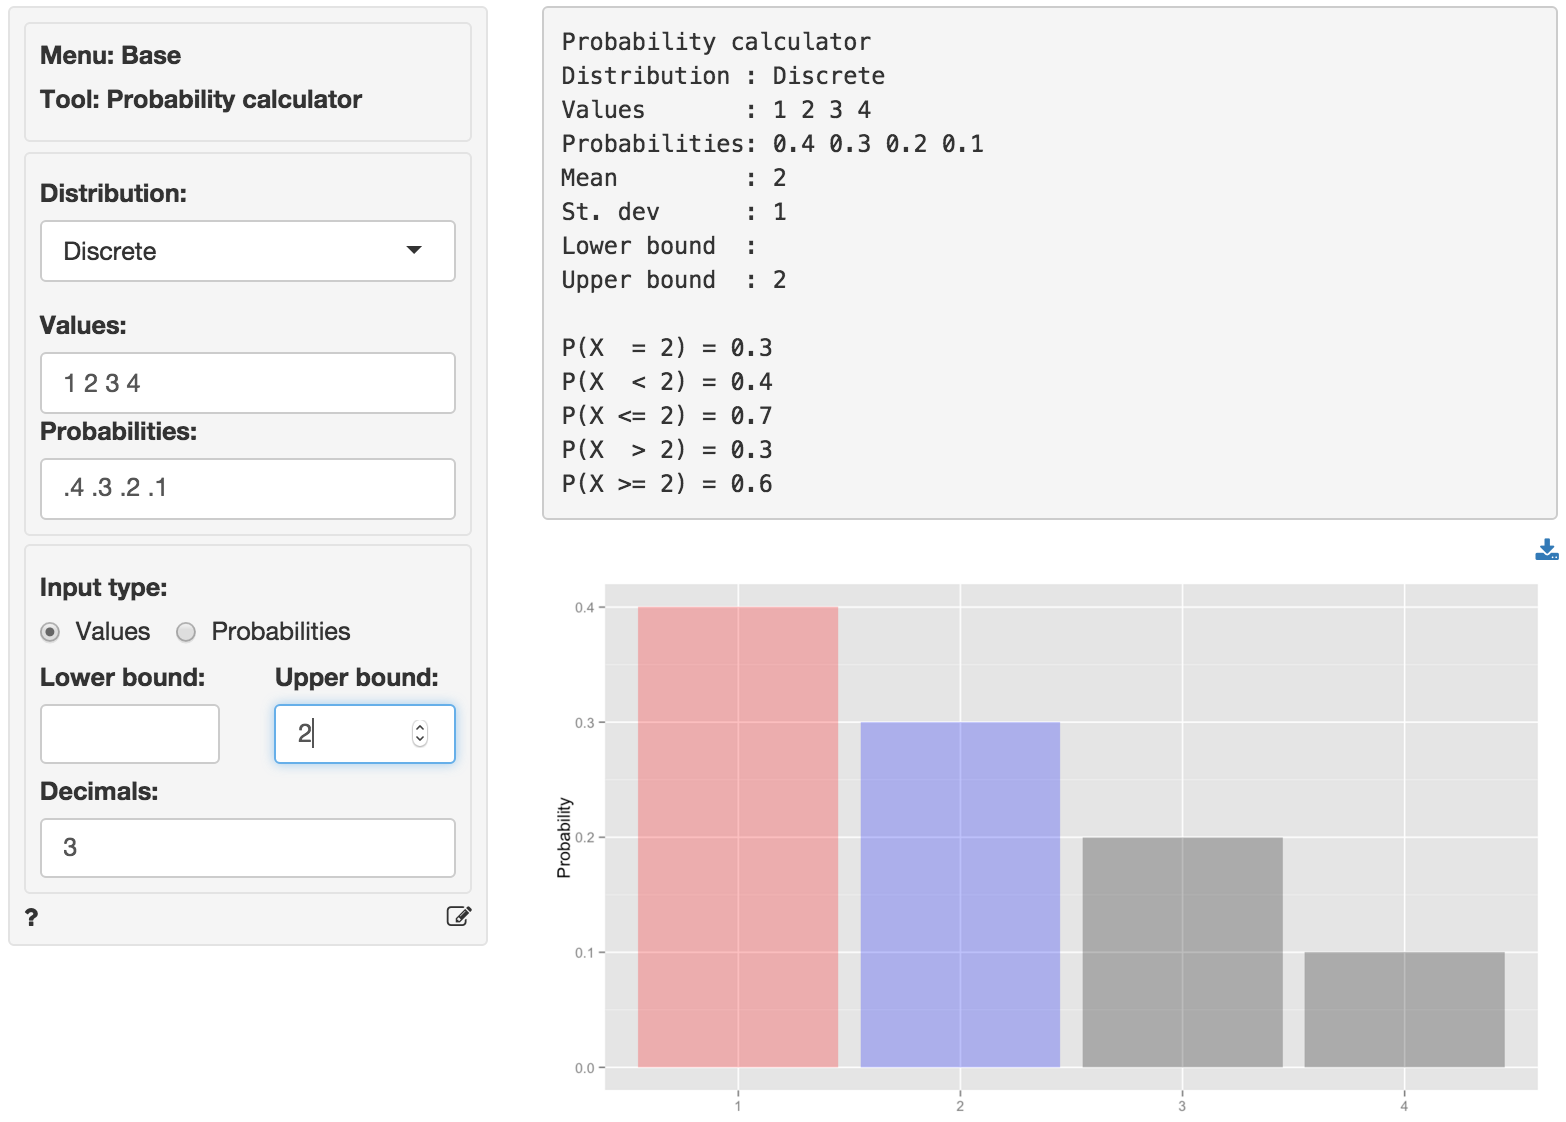 Menu: Base
Tool: Probability calculator
Distribution:
Discrete
Values:
1 2 3 4
Probabilities:
.4 .3 .2 .1
Input type:
Values Probabilities
Lower bound: Upper bound:
2
Decimals:
3
?
Probability calculator
Distribution : Discrete
Values : 1 2 3 4
Probabilities: 0.4 0.3 0.2 0.1
Mean : 2
St. dev : 1
Lower bound :
Upper bound : 2
P(X = 2) = 0.3
P(X < 2) = 0.4
P(X <= 2) = 0.7
P(X > 2) = 0.3
P(X >= 2) = 0.6
Probability
0.4
0.3
0.2
0.1
0.0
1 2 3 4